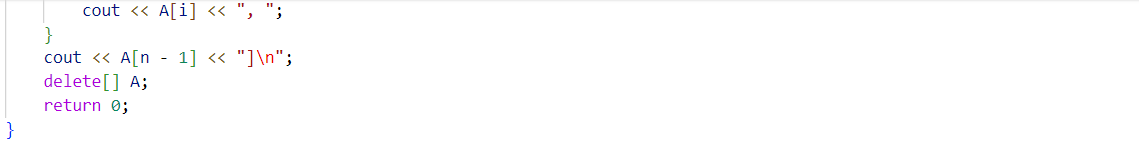 cout << A[i] << ", ";
}
cout << A[n - 1] << "]\n";
delete[] A;
return 0;
}